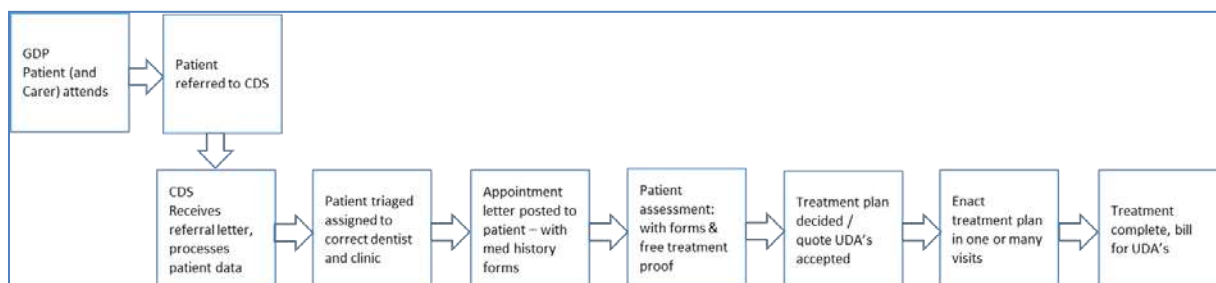 GDP
Patient (and
Carer) attends
Patient
referred to CDS
CDS
Receives
referral letter,
processes
patient data
Patient triaged
assigned to
correct dentist
and clinic
Appointment
letter posted to
patient – with
med history
forms
Patient
assessment:
with forms &
free treatment
proof
Treatment plan
decided /
quote UDA's
accepted
Enact
treatment plan
in one or many
visits
Treatment
complete, bill
for UDA's